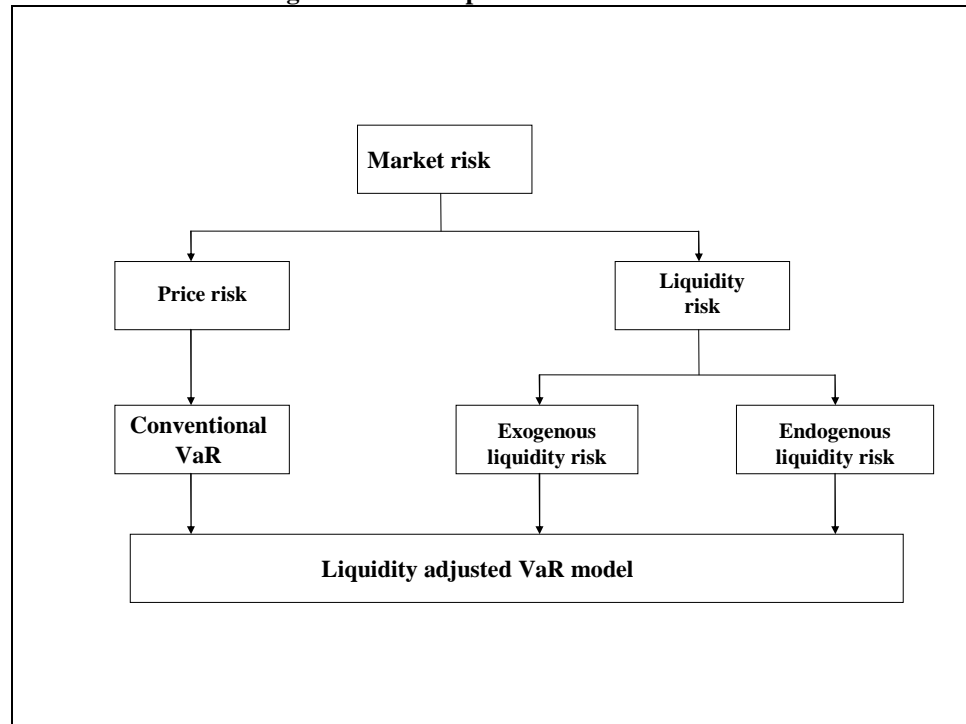 Market risk
Price risk
Liquidity
risk
Conventional
VaR
Exogenous
liquidity risk
Endogenous
liquidity risk
Liquidity adjusted VaR model